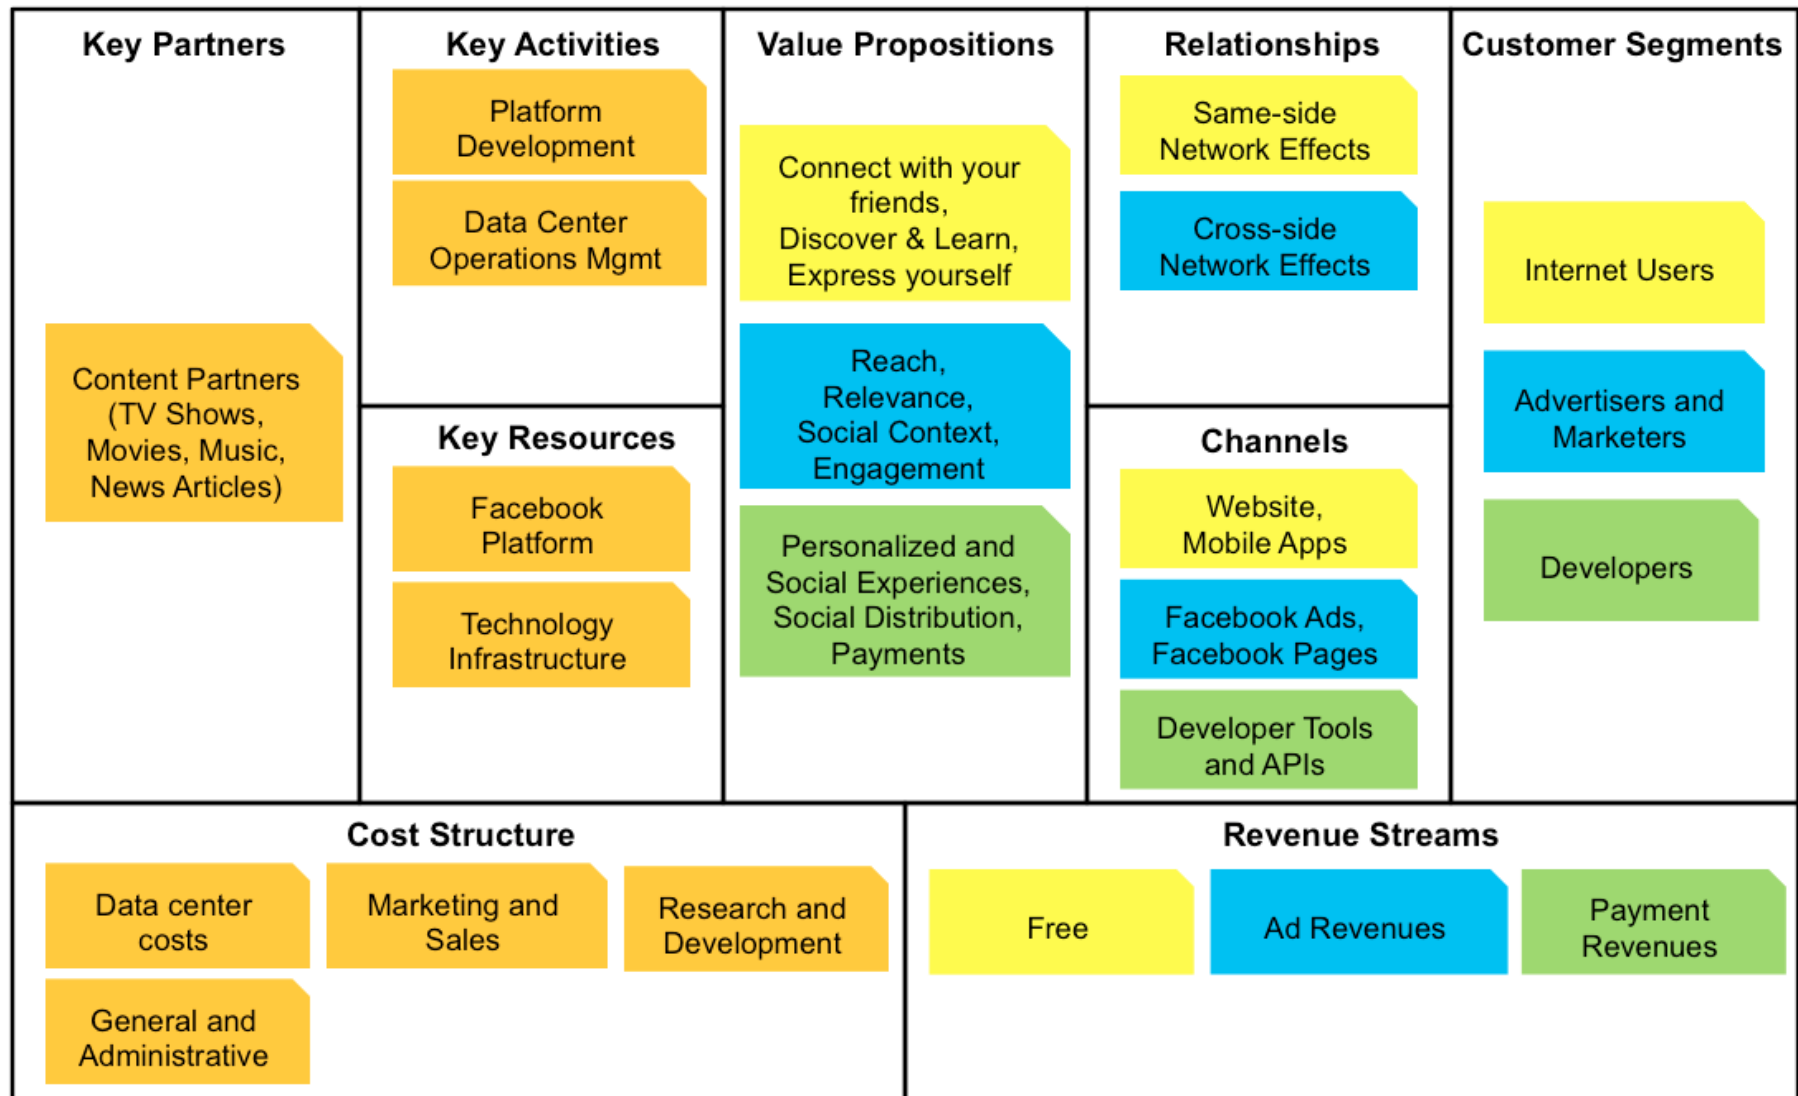 Key Partners
Content Partners
(TV Shows,
Movies, Music,
News Articles)
Key Activities
Platform
Development
Data Center
Operations Mgmt
Key Resources
Facebook
Platform
Technology
Infrastructure
Value Propositions
Connect with your
friends,
Discover & Learn,
Express yourself
Reach,
Relevance,
Social Context,
Engagement
Personalized and
Social Experiences,
Social Distribution,
Payments
Relationships
Same-side
Network Effects
Cross-side
Network Effects
Channels
Website,
Mobile Apps
Facebook Ads,
Facebook Pages
Developer Tools
and APIs
Customer Segments
Internet Users
Advertisers and
Marketers
Developers
Cost Structure
Data center
costs
Marketing and
Sales
Research and
Development
General and
Administrative
Revenue Streams
Free
Ad Revenues
Payment
Revenues